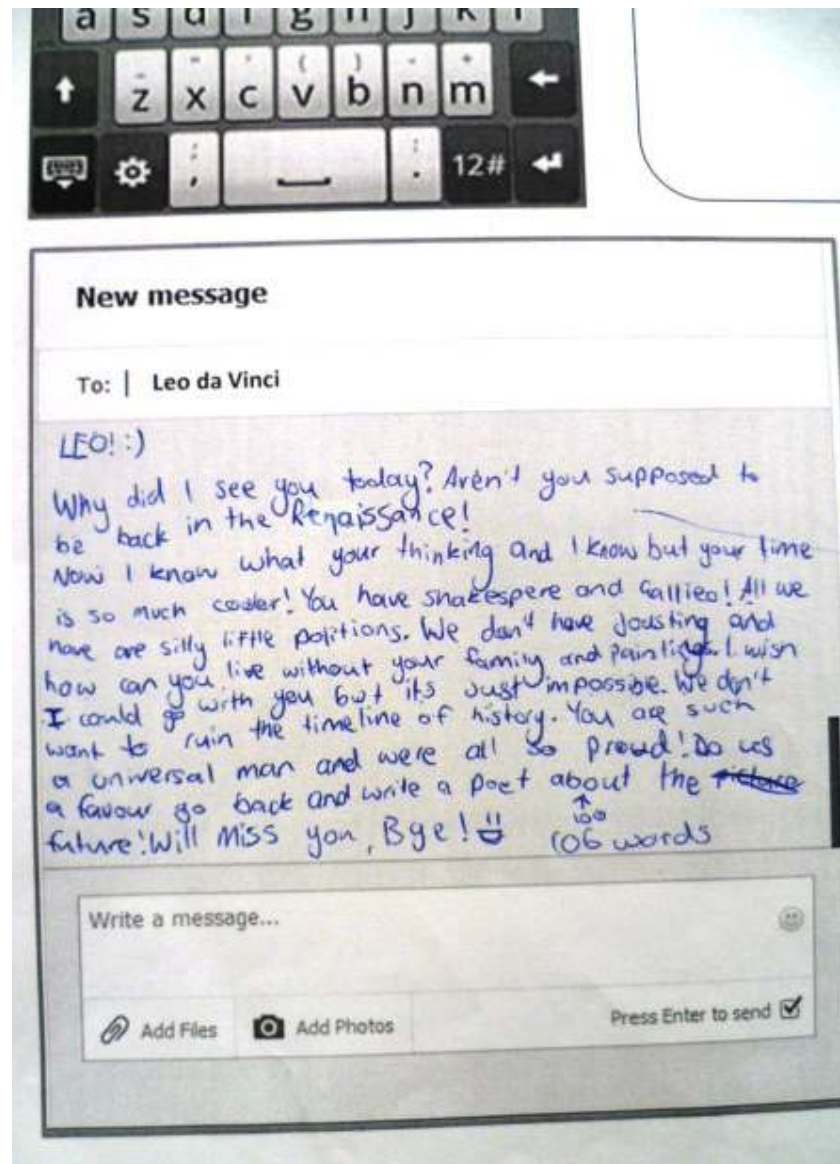 a s d f g h j k l
_ " ' ( ) - +
z x c v b n m
; :
, . 12#
New message
To: | Leo da Vinci
LEO! :)
Why did I see you today? Aren't you supposed to
be back in the Renaissance!
Now I know what your thinking and I know but your time
is so much cooler! You have shakespere and Gallieo! All we
have are silly little politions. We don't have jousting and
how can you live without your family and paintings. I wish
I could go with you but its just impossible. We don't
want to ruin the timeline of history. You are such
a universal man and were all so proud! Do us
a favour go back and write a poet about the picture
future! Will miss you, Bye!
↑
100
106 words
Write a message...
Add Files Add Photos Press Enter to send